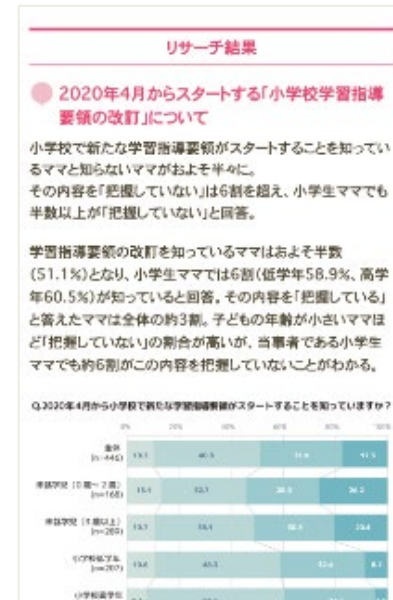 リサーチ結果
2020年4月からスタートする「小学校学習指導
要領の改訂」について
小学校で新たな学習指導要領がスタートすることを知ってい
るママと知らないママがおよそ半々に。
その内容を「把握していない」は6割を超え、小学生ママでも
半数以上が「把握していない」と回答。
学習指導要領の改訂を知っているママはおよそ半数
(51.1%)となり、小学生ママでは6割(低学年58.9%、高学
年60.5%)が知っていると回答。その内容を「把握している」
と答えたママは全体の約3割。子どもの年齢が小さいママほ
ど「把握していない」の割合が高いが、当事者である小学生
ママでも約6割がこの内容を把握していないことがわかる。
Q.2020年4月から小学校で新たな学習指導要領がスタートすることを知っていますか?
0% 20% 40% 60% 80% 100%
全体
未就学児
小学校低学年
小学校高学年